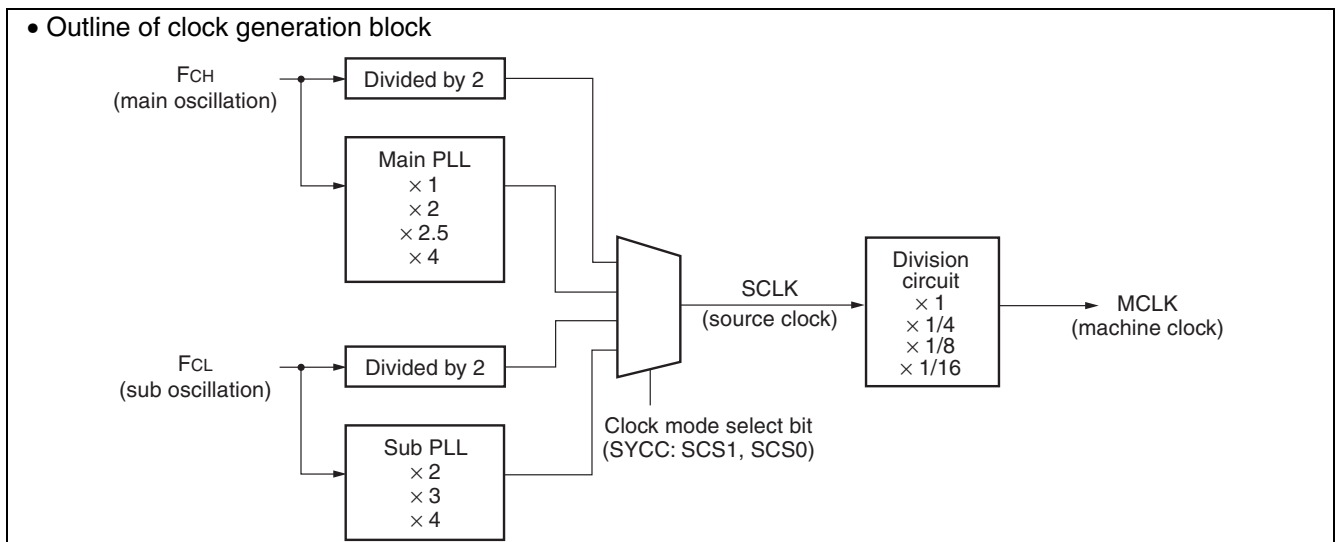 • Outline of clock generation block
FCH
(main oscillation)
Divided by 2
Main PLL
× 1
× 2
× 2.5
× 4
FCL
(sub oscillation)
Divided by 2
Sub PLL
× 2
× 3
× 4
Clock mode select bit
(SYCC: SCS1, SCS0)
SCLK
(source clock)
Division
circuit
× 1
× 1/4
× 1/8
× 1/16
MCLK
(machine clock)